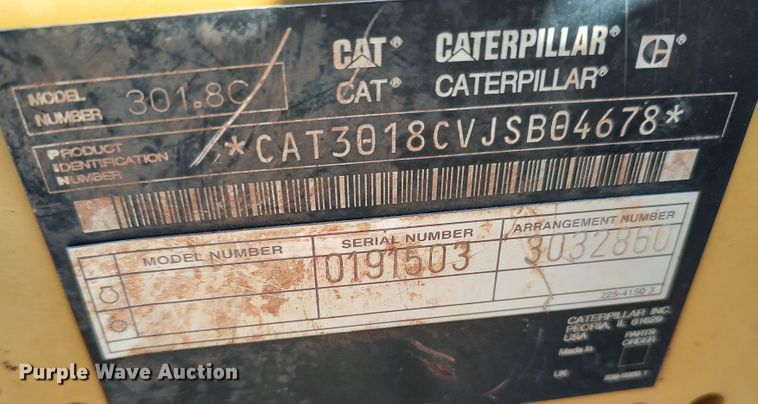 CAT® CATERPILLAR® ®
CAT® CATERPILLAR®
MODEL NUMBER 301.8C
PRODUCT IDENTIFICATION NUMBER *CAT3018CVJSB04678*
MODEL NUMBER SERIAL NUMBER ARRANGEMENT NUMBER
0191503 3032860
225-4150 3
CATERPILLAR INC.
PEORIA, IL 61629
USA PARTS ORDER
Made in
UK
Purple Wave Auction